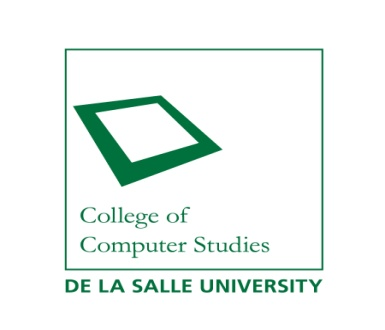 College of
Computer Studies
DE LA SALLE UNIVERSITY